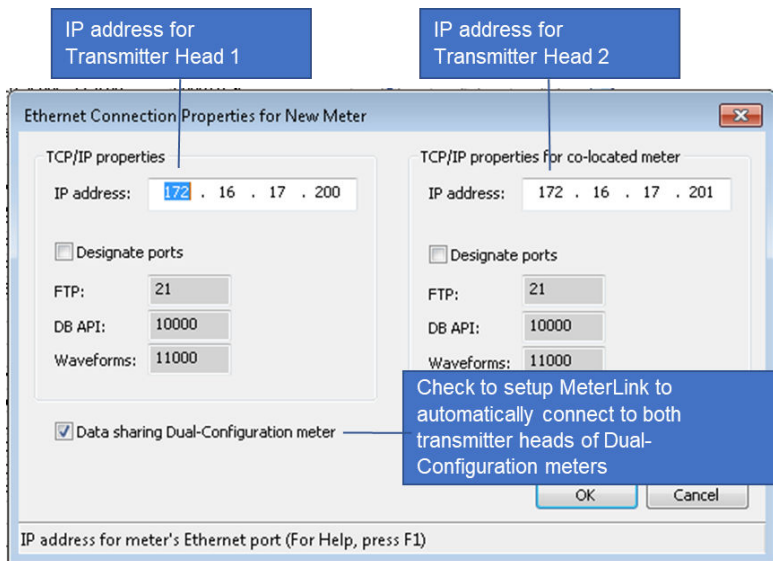 IP address for
Transmitter Head 1
IP address for
Transmitter Head 2
Ethernet Connection Properties for New Meter
TCP/IP properties
IP address: 172 . 16 . 17 . 200
Designate ports
FTP: 21
DB API: 10000
Waveforms: 11000
TCP/IP properties for co-located meter
IP address: 172 . 16 . 17 . 201
Designate ports
FTP: 21
DB API: 10000
Waveforms: 11000
Data sharing Dual-Configuration meter
Check to setup MeterLink to
automatically connect to both
transmitter heads of Dual-
Configuration meters
OK Cancel
IP address for meter's Ethernet port (For Help, press F1)